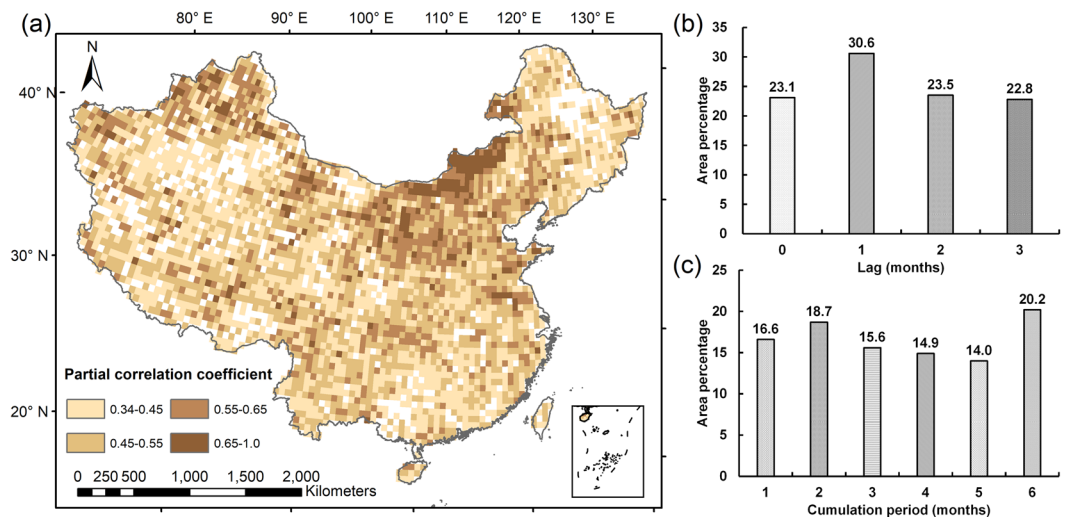 (a)
80° E 90° E 100° E 110° E 120° E 130° E
N
40° N
30° N
20° N
Partial correlation coefficient
0.34-0.45 0.55-0.65
0.45-0.55 0.65-1.0
0 250 500 1,000 1,500 2,000
Kilometers
(b)
Area percentage
35
30
25
20
15
10
5
0
23.1 30.6 23.5 22.8
0 1 2 3
Lag (months)
(c)
Area percentage
25
20
15
10
5
0
16.6 18.7 15.6 14.9 14.0 20.2
1 2 3 4 5 6
Cumulation period (months)